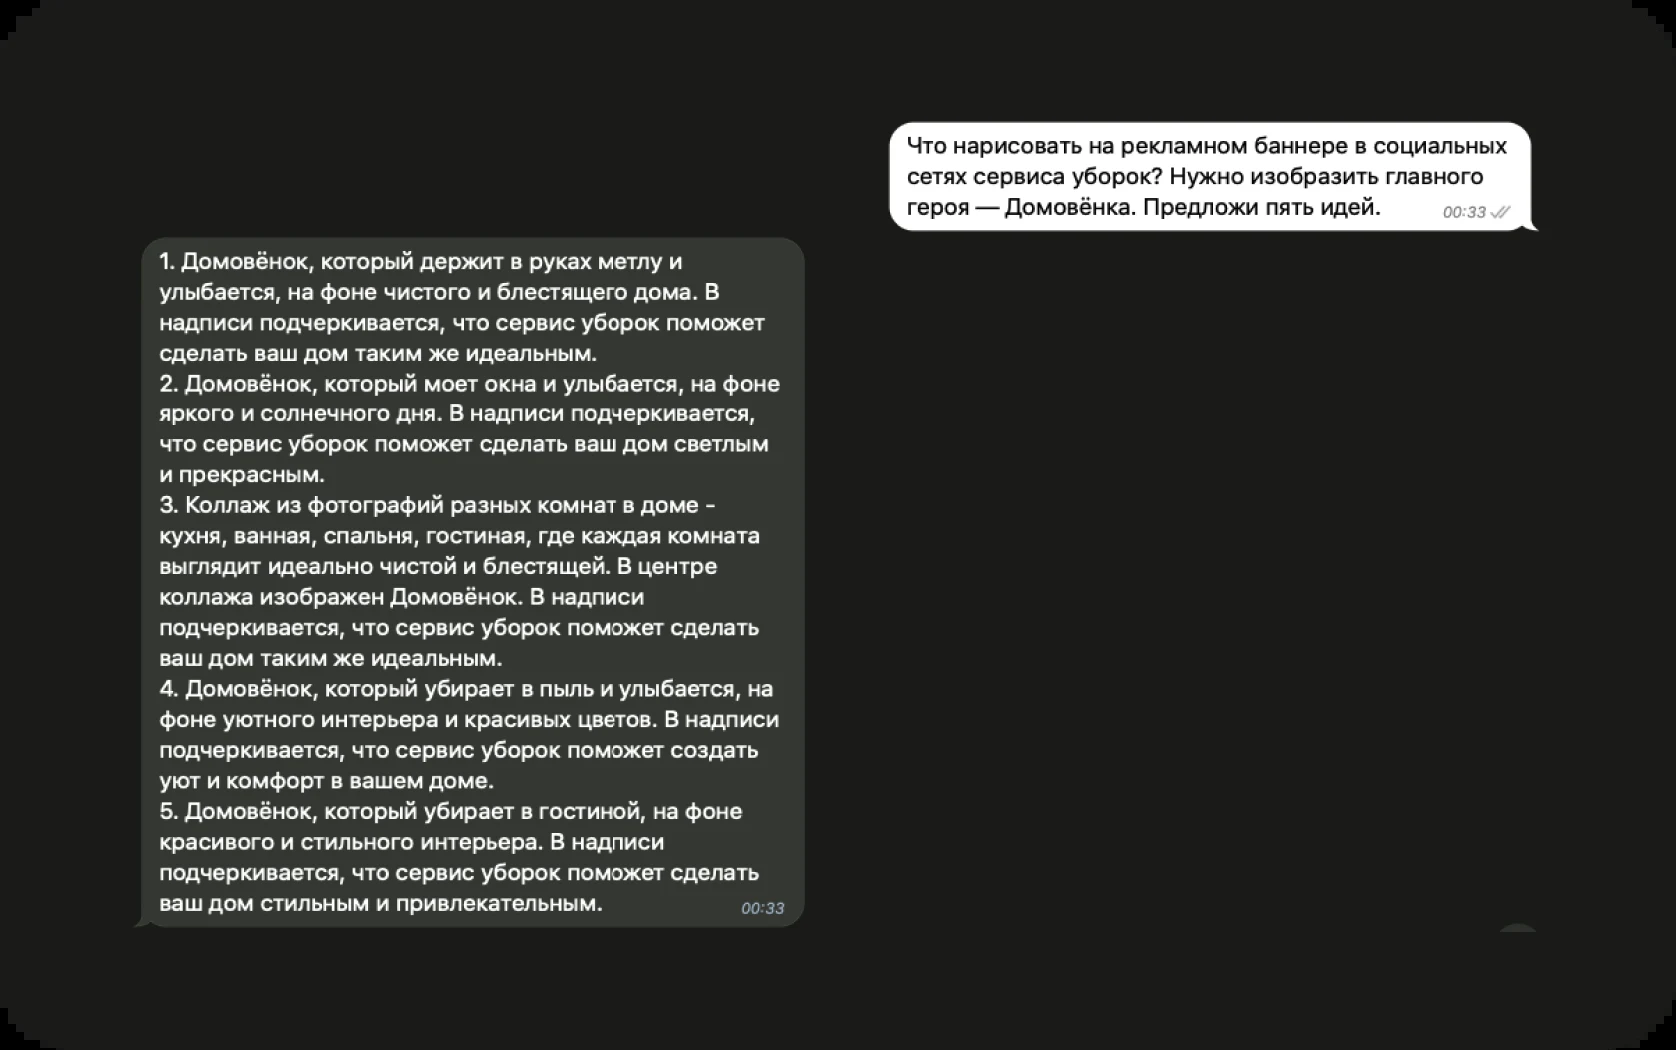 Что нарисовать на рекламном баннере в социальных
сетях сервиса уборок? Нужно изобразить главного
героя — Домовёнка. Предложи пять идей.
00:33
1. Домовёнок, который держит в руках метлу и
улыбается, на фоне чистого и блестящего дома. В
надписи подчеркивается, что сервис уборок поможет
сделать ваш дом таким же идеальным.
2. Домовёнок, который моет окна и улыбается, на фоне
яркого и солнечного дня. В надписи подчеркивается,
что сервис уборок поможет сделать ваш дом светлым
и прекрасным.
3. Коллаж из фотографий разных комнат в доме -
кухня, ванная, спальня, гостиная, где каждая комната
выглядит идеально чистой и блестящей. В центре
коллажа изображен Домовёнок. В надписи
подчеркивается, что сервис уборок поможет сделать
ваш дом таким же идеальным.
4. Домовёнок, который убирает в пыль и улыбается, на
фоне уютного интерьера и красивых цветов. В надписи
подчеркивается, что сервис уборок поможет создать
уют и комфорт в вашем доме.
5. Домовёнок, который убирает в гостиной, на фоне
красивого и стильного интерьера. В надписи
подчеркивается, что сервис уборок поможет сделать
ваш дом стильным и привлекательным.
00:33